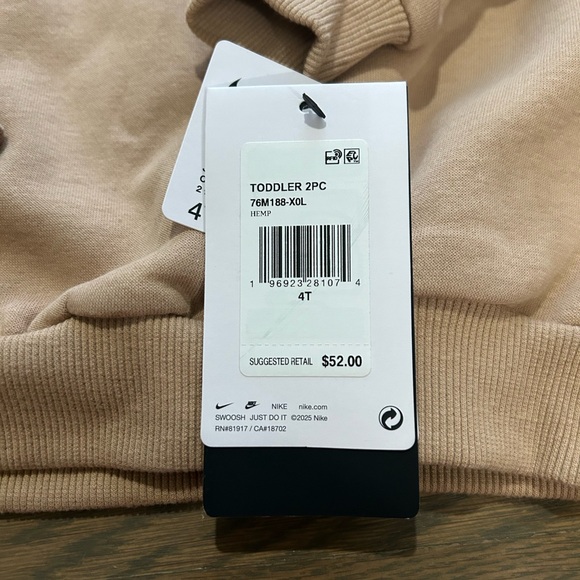 TODDLER 2PC
76M188-X0L
HEMP
1 96923 28107 4
4T
SUGGESTED RETAIL $52.00
NIKE nike.com
SWOOSH JUST DO IT ©2025 Nike
RN#81917 / CA#18702
2
4